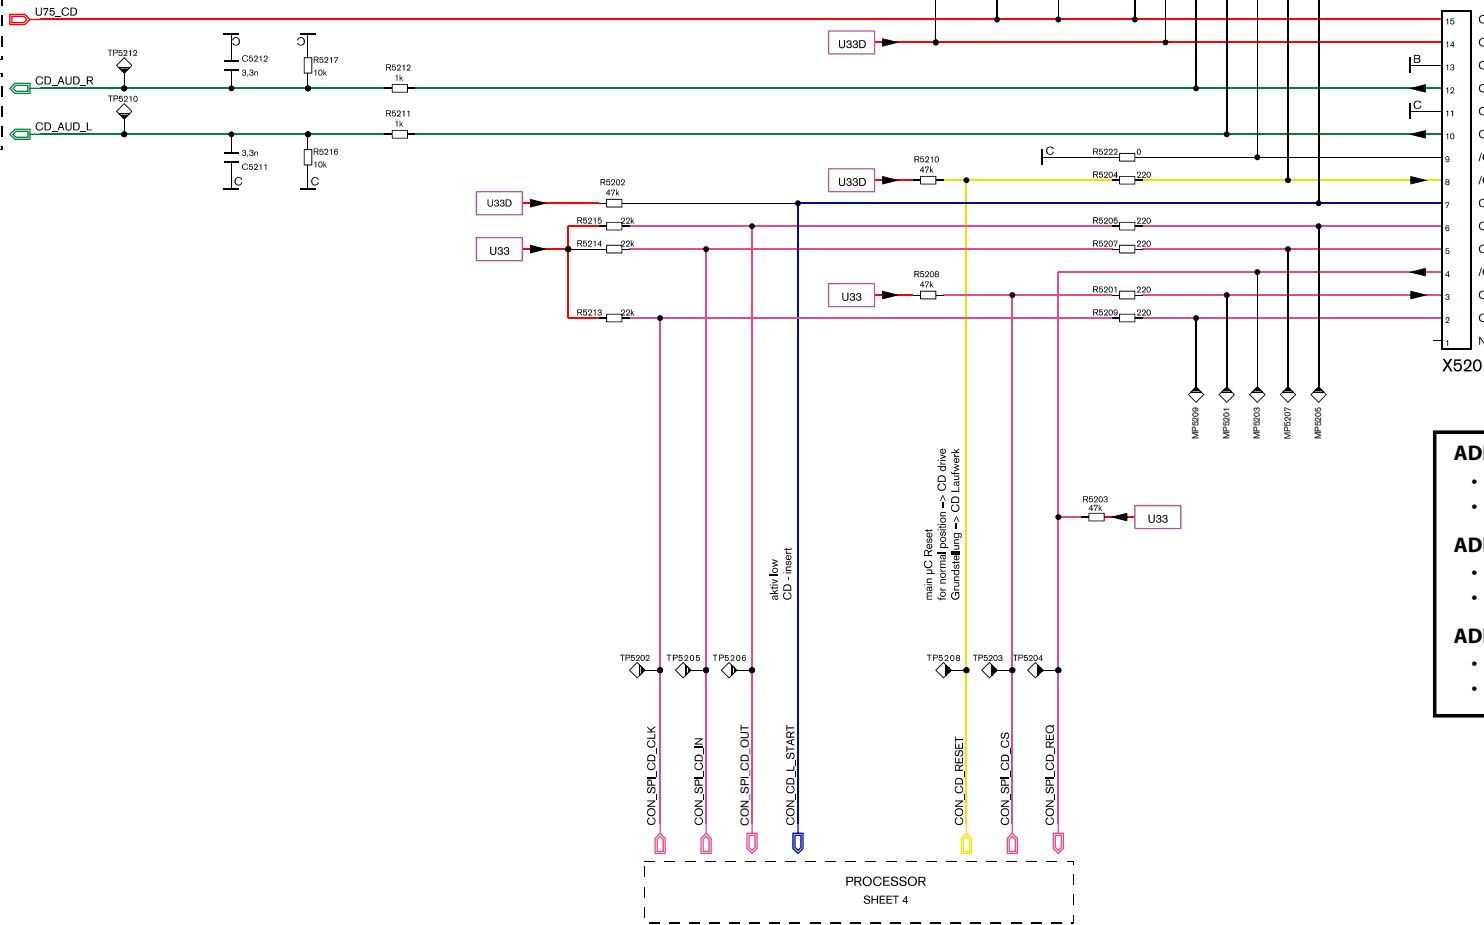 U75_CD
15
C
U33D
14
C
TP5212
C
C
C5212
3,3n
R5217
10k
R5212
1k
B
13
C
CD_AUD_R
12
C
TP5210
C
11
C
CD_AUD_L
R5211
1k
10
C
3,3n
C5211
C
R5216
10k
C
C
R5222
0
9
/C
U33D
R5210
47k
R5204
220
8
/C
U33D
R5202
47k
7
C
R5215
22k
R5205
220
6
C
U33
R5214
22k
R5207
220
5
C
4
/C
U33
R5208
47k
R5201
220
3
C
R5213
22k
R5209
220
2
C
1
N
X520
MP5209
MP5201
MP5203
MP5207
MP5205
aktiv low
CD - insert
main µC Reset
for normal position -> CD drive
Grundstellung -> CD Laufwerk
R5203
47k
U33
TP5202
TP5205
TP5206
TP5208
TP5203
TP5204
CON_SPI_CD_CLK
CON_SPI_CD_IN
CON_SPI_CD_OUT
CON_CD_L_START
CON_CD_RESET
CON_SPI_CD_CS
CON_SPI_CD_REQ
PROCESSOR
SHEET 4